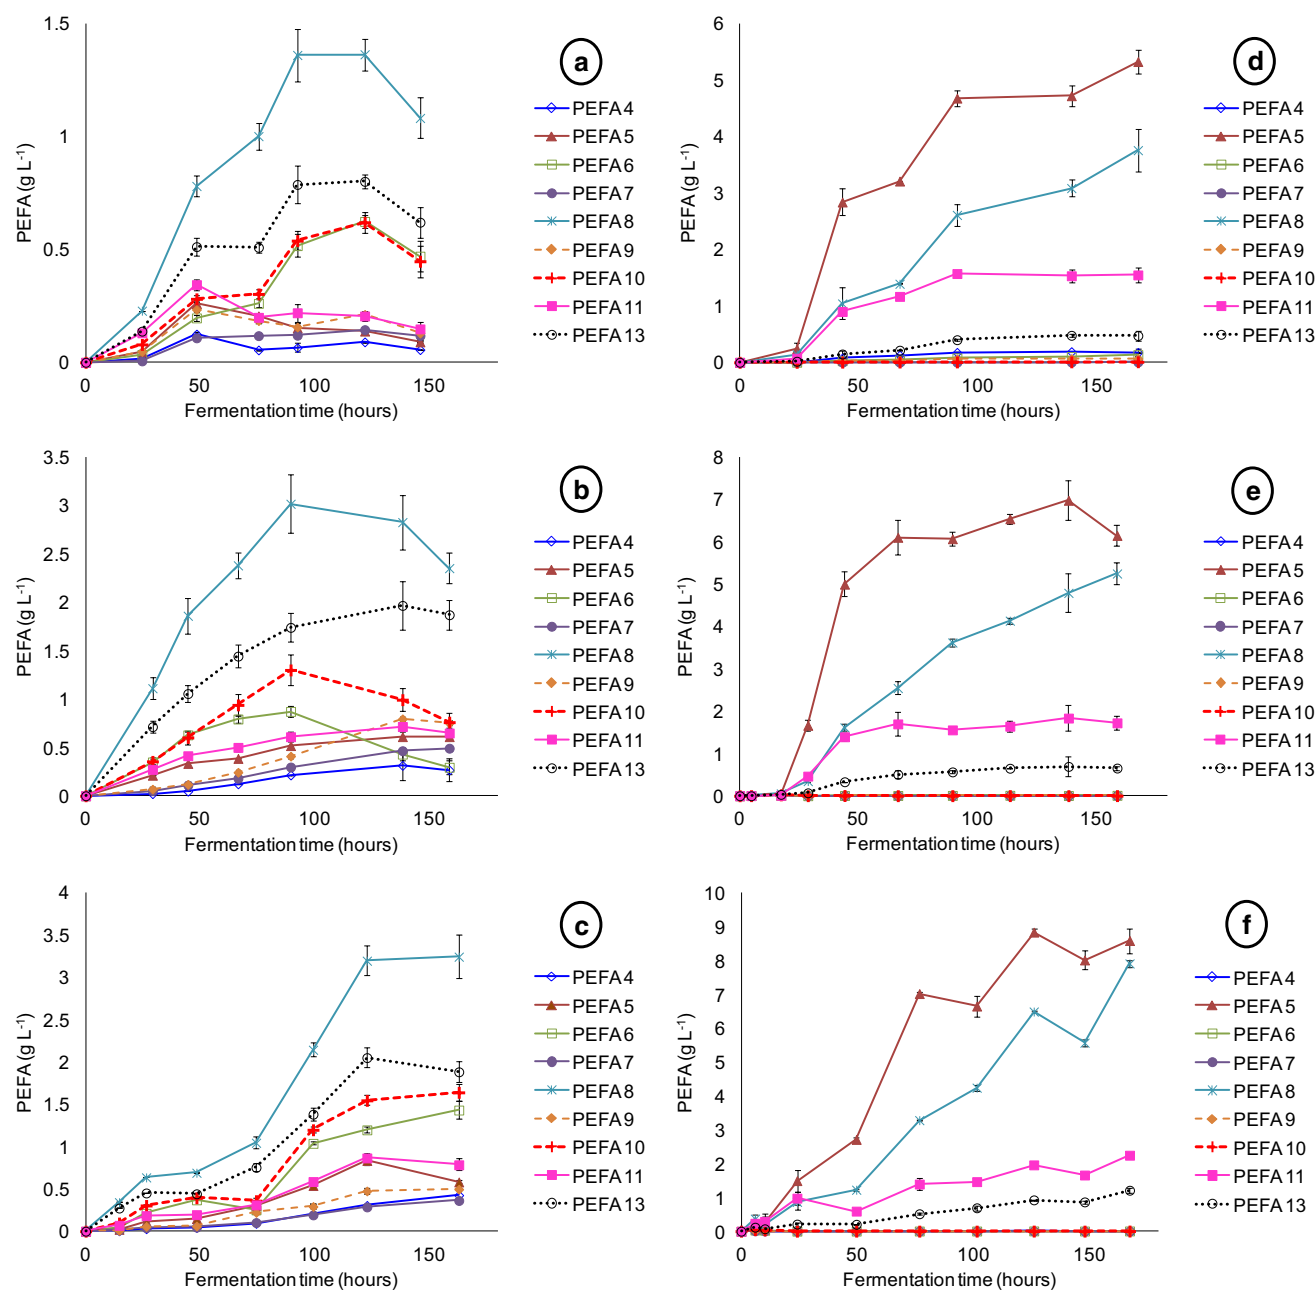 1.5
1
0.5
0
0
50
100
150
PEFA (g L-1)
Fermentation time (hours)
a
PEFA4
PEFA5
PEFA6
PEFA7
PEFA8
PEFA9
PEFA10
PEFA11
PEFA13
6
5
4
3
2
1
0
0
50
100
150
PEFA (g L-1)
Fermentation time (hours)
d
PEFA4
PEFA5
PEFA6
PEFA7
PEFA8
PEFA9
PEFA10
PEFA11
PEFA13
3.5
3
2.5
2
1.5
1
0.5
0
0
50
100
150
PEFA (g L-1)
Fermentation time (hours)
b
PEFA4
PEFA5
PEFA6
PEFA7
PEFA8
PEFA9
PEFA10
PEFA11
PEFA13
8
7
6
5
4
3
2
1
0
0
50
100
150
PEFA (g L-1)
Fermentation time (hours)
e
PEFA4
PEFA5
PEFA6
PEFA7
PEFA8
PEFA9
PEFA10
PEFA11
PEFA13
4
3.5
3
2.5
2
1.5
1
0.5
0
0
50
100
150
PEFA (g L-1)
Fermentation time (hours)
c
PEFA4
PEFA5
PEFA6
PEFA7
PEFA8
PEFA9
PEFA10
PEFA11
PEFA13
10
9
8
7
6
5
4
3
2
1
0
0
50
100
150
PEFA (g L-1)
Fermentation time (hours)
f
PEFA4
PEFA5
PEFA6
PEFA7
PEFA8
PEFA9
PEFA10
PEFA11
PEFA13